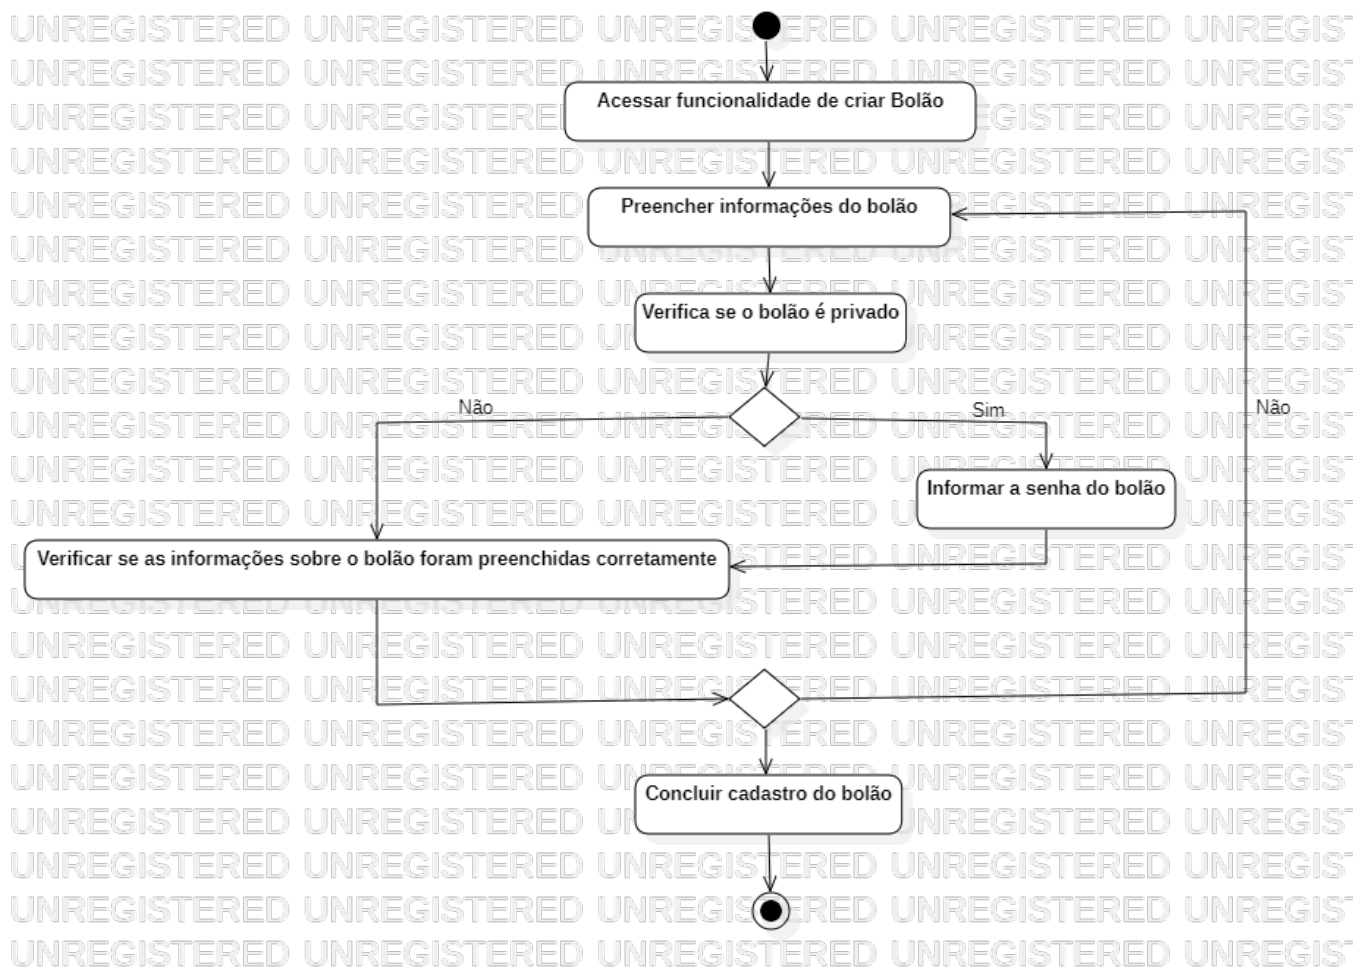 Acessar funcionalidade de criar Bolão
Preencher informações do bolão
Verifica se o bolão é privado
Não
Sim
Não
Informar a senha do bolão
Verificar se as informações sobre o bolão foram preenchidas corretamente
Concluir cadastro do bolão
UNREGISTERED